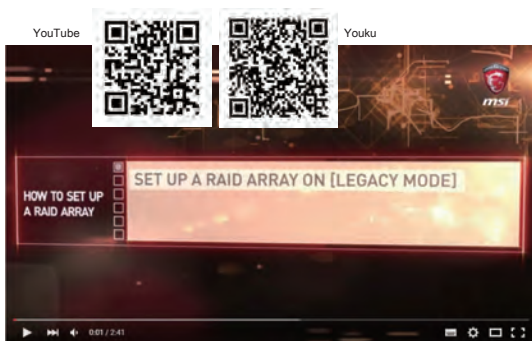 YouTube
Youku
msi
HOW TO SET UP
A RAID ARRAY
SET UP A RAID ARRAY ON [LEGACY MODE]
0:01 / 2:41